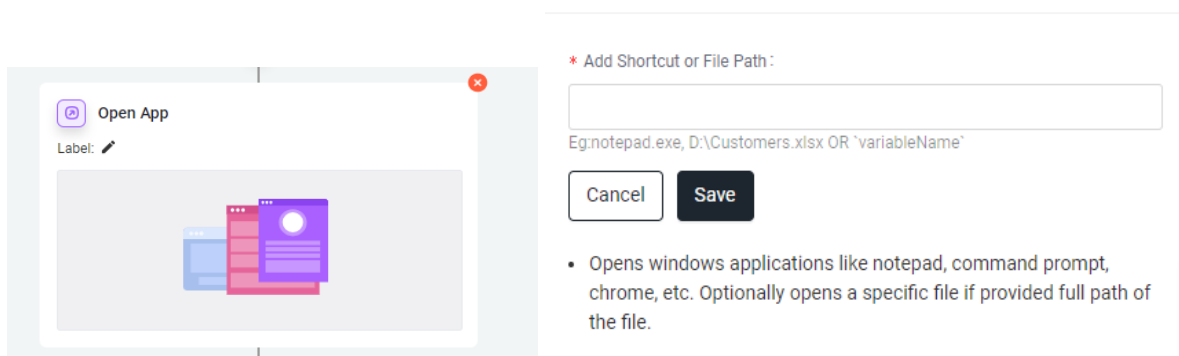 Open App
Label:
* Add Shortcut or File Path :
Eg:notepad.exe, D:\Customers.xlsx OR `variableName`
Cancel Save
• Opens windows applications like notepad, command prompt,
chrome, etc. Optionally opens a specific file if provided full path of
the file.